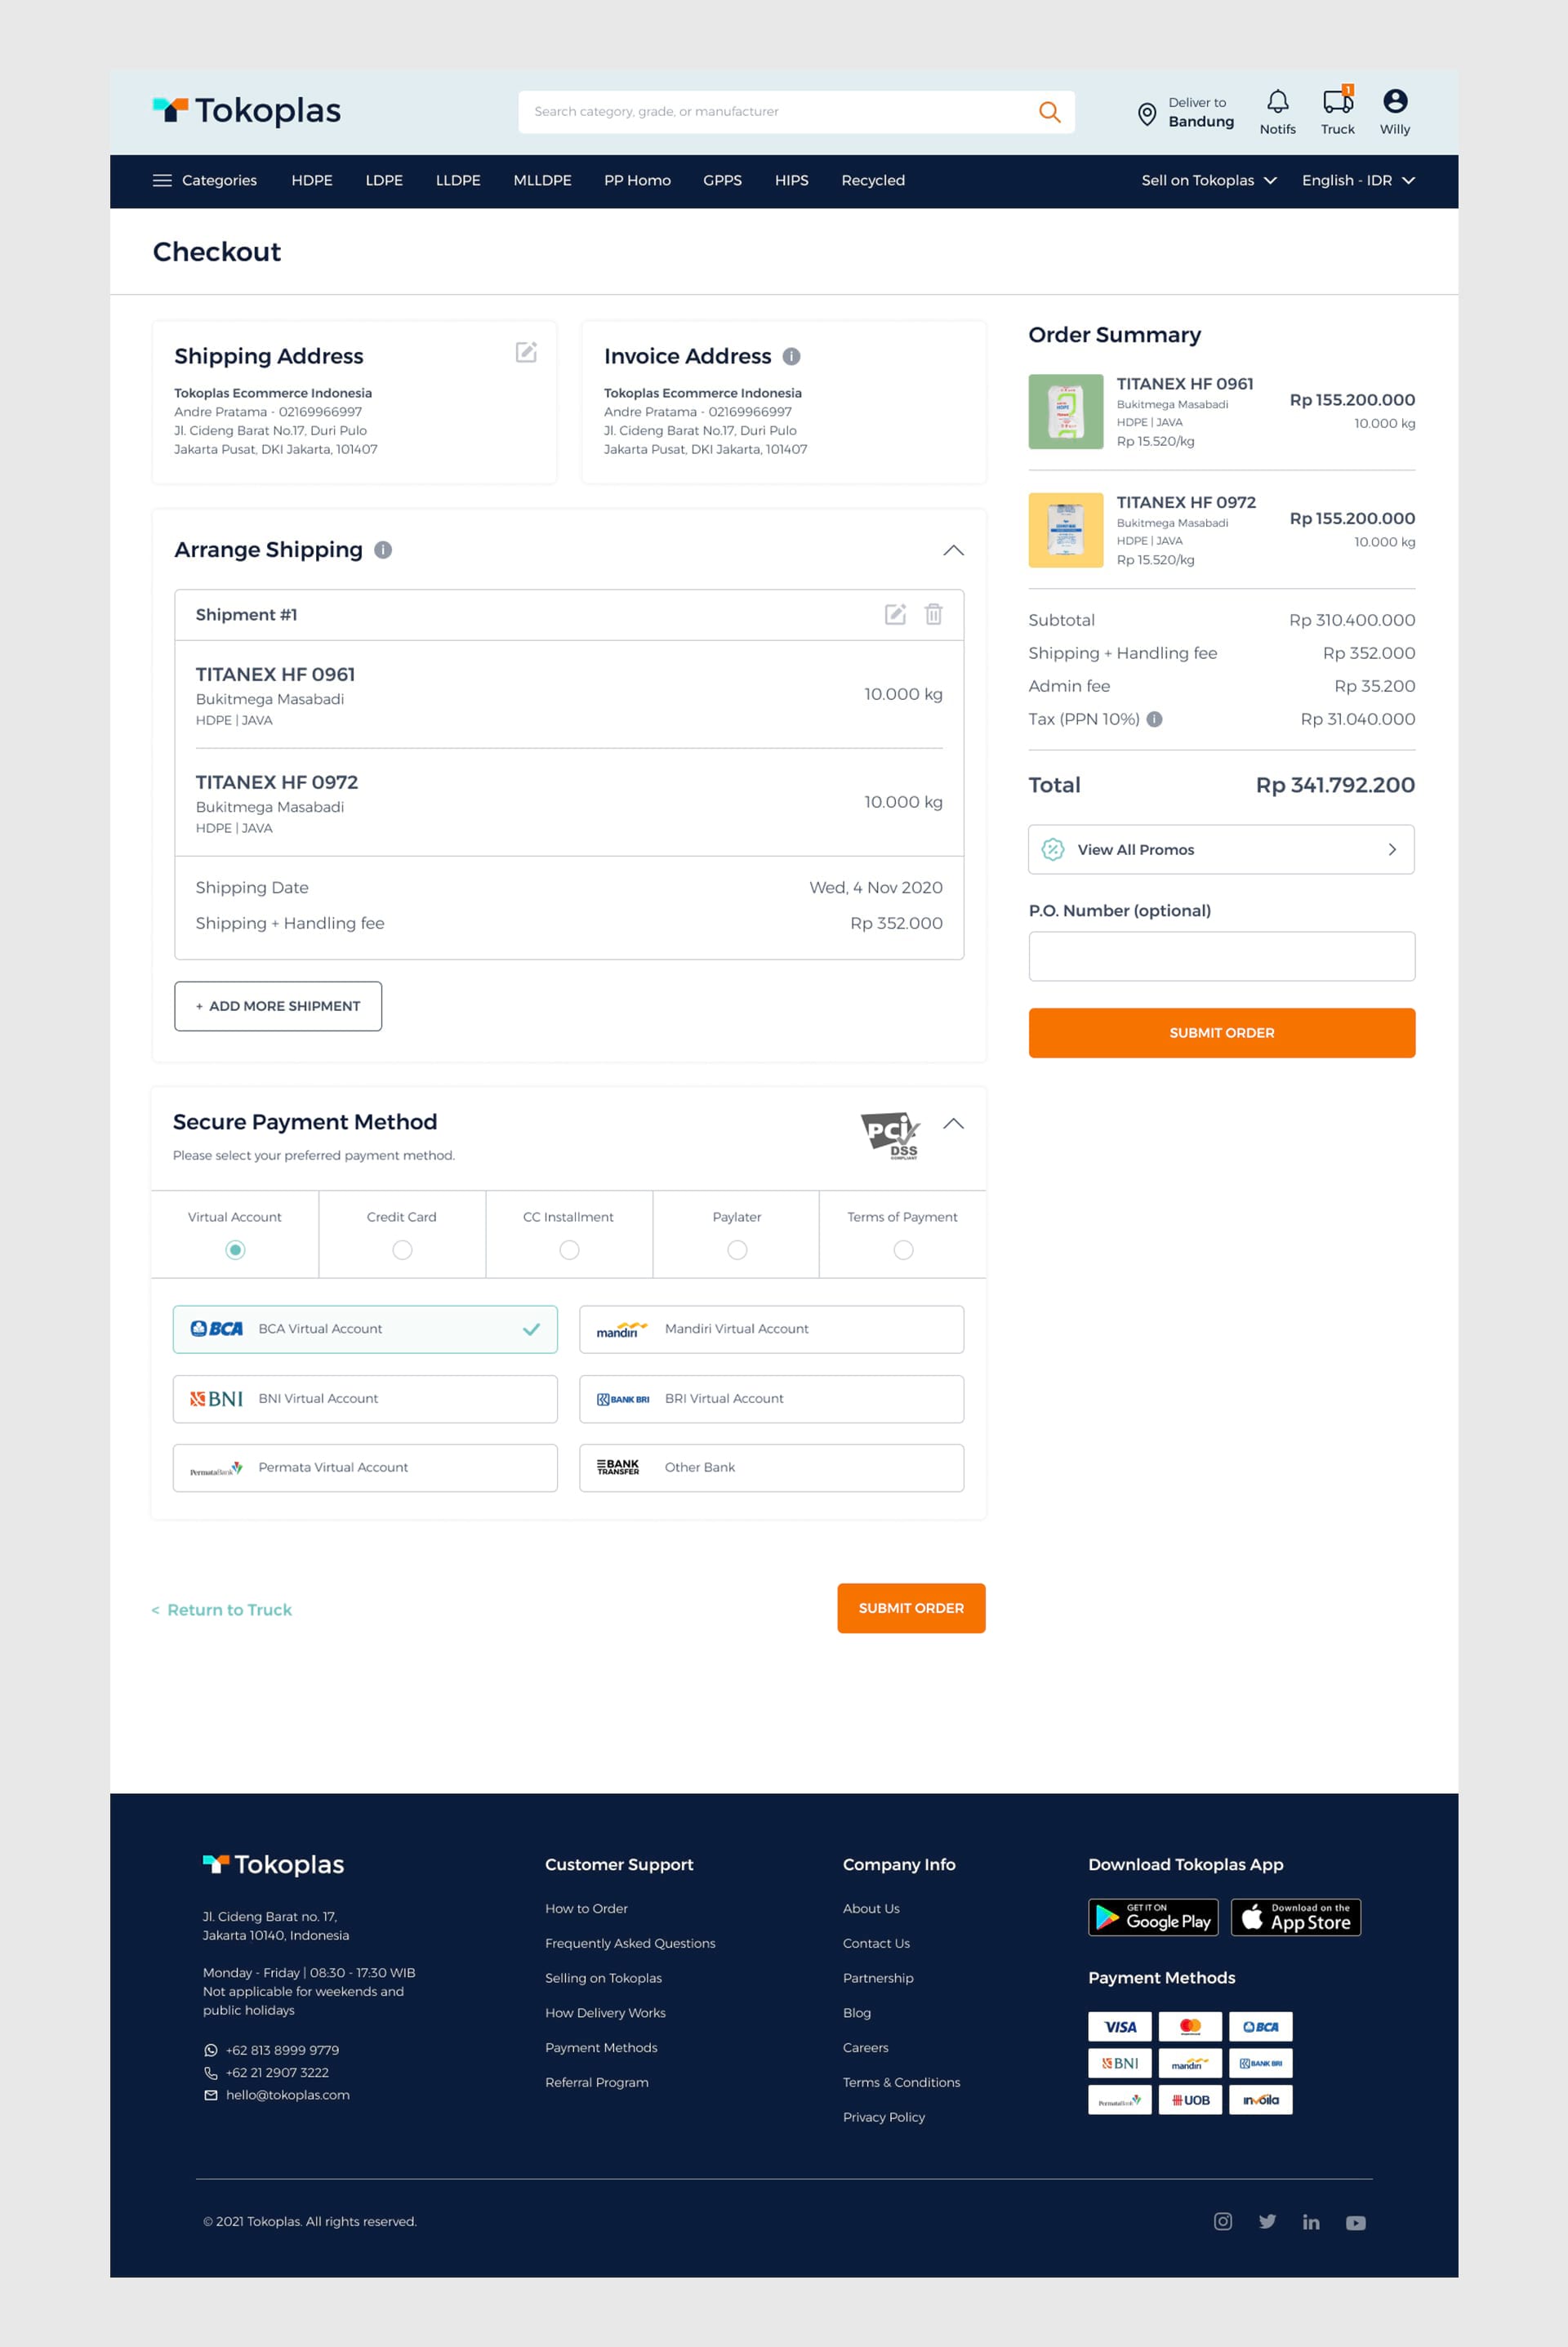 Tokoplas
Search category, grade, or manufacturer
Deliver to
Bandung
Notifs
1
Truck
Willy
Categories
HDPE
LDPE
LLDPE
MLLDPE
PP Homo
GPPS
HIPS
Recycled
Sell on Tokoplas
English - IDR
Checkout
Shipping Address
Tokoplas Ecommerce Indonesia
Andre Pratama - 02169966997
Jl. Cideng Barat No.17, Duri Pulo
Jakarta Pusat, DKI Jakarta, 101407
Invoice Address
Tokoplas Ecommerce Indonesia
Andre Pratama - 02169966997
Jl. Cideng Barat No.17, Duri Pulo
Jakarta Pusat, DKI Jakarta, 101407
Arrange Shipping
Shipment #1
TITANEX HF 0961
Bukitmega Masabadi
HDPE | JAVA
10.000 kg
TITANEX HF 0972
Bukitmega Masabadi
HDPE | JAVA
10.000 kg
Shipping Date
Wed, 4 Nov 2020
Shipping + Handling fee
Rp 352.000
+ ADD MORE SHIPMENT
Secure Payment Method
Please select your preferred payment method.
PCI
DSS
COMPLIANT
Virtual Account
Credit Card
CC Installment
Paylater
Terms of Payment
BCA
BCA Virtual Account
mandiri
Mandiri Virtual Account
BNI
BNI Virtual Account
BANK BRI
BRI Virtual Account
PermataBank
Permata Virtual Account
BANK
TRANSFER
Other Bank
< Return to Truck
SUBMIT ORDER
Order Summary
TITANEX HF 0961
Bukitmega Masabadi
HDPE | JAVA
Rp 15.520/kg
Rp 155.200.000
10.000 kg
TITANEX HF 0972
Bukitmega Masabadi
HDPE | JAVA
Rp 15.520/kg
Rp 155.200.000
10.000 kg
Subtotal
Rp 310.400.000
Shipping + Handling fee
Rp 352.000
Admin fee
Rp 35.200
Tax (PPN 10%)
Rp 31.040.000
Total
Rp 341.792.200
View All Promos
P.O. Number (optional)
SUBMIT ORDER
Tokoplas
Jl. Cideng Barat no. 17,
Jakarta 10140, Indonesia
Monday - Friday | 08:30 - 17:30 WIB
Not applicable for weekends and
public holidays
+62 813 8999 9779
+62 21 2907 3222
hello@tokoplas.com
Customer Support
How to Order
Frequently Asked Questions
Selling on Tokoplas
How Delivery Works
Payment Methods
Referral Program
Company Info
About Us
Contact Us
Partnership
Blog
Careers
Terms & Conditions
Privacy Policy
Download Tokoplas App
GET IT ON
Google Play
Download on the
App Store
Payment Methods
VISA
BCA
BNI
mandiri
BANK BRI
PermataBank
UOB
invoila
© 2021 Tokoplas. All rights reserved.